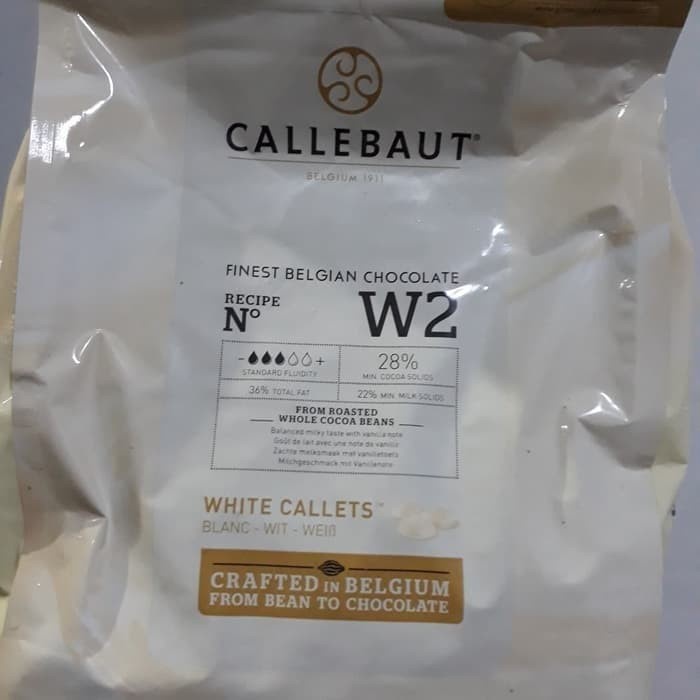 CALLEBAUT®
BELGIUM 1911
FINEST BELGIAN CHOCOLATE
RECIPE
N° W2
- +
STANDARD FLUIDITY
28%
MIN. COCOA SOLIDS
36% TOTAL FAT
22% MIN. MILK SOLIDS
FROM ROASTED
WHOLE COCOA BEANS
Balanced milky taste with vanilla note
Goût de lait avec une note de vanille
Zachte melksmaak met vanilletoets
Milchgeschmack mit Vanillenote
WHITE CALLETS™
BLANC - WIT - WEIß
CRAFTED IN BELGIUM
FROM BEAN TO CHOCOLATE